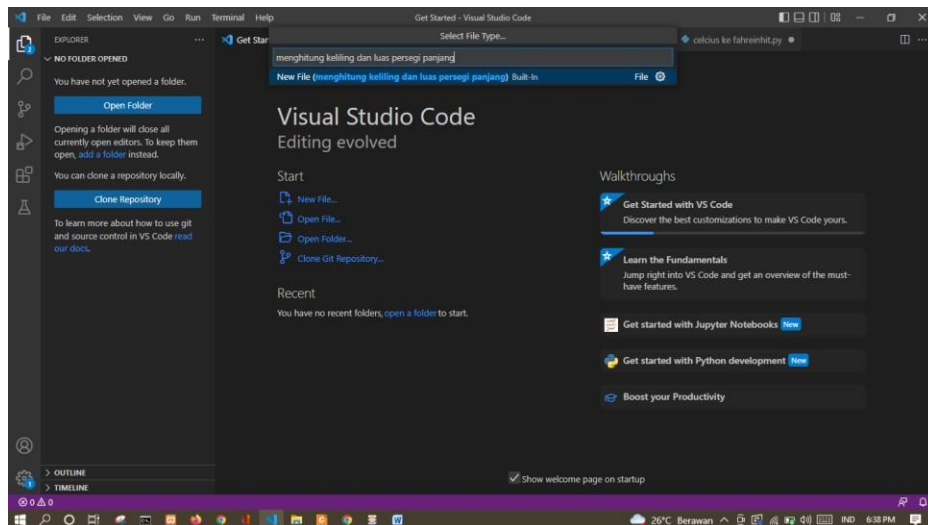 File Edit Selection View Go Run Terminal Help
Get Started - Visual Studio Code
EXPLORER
Get Star
Select File Type...
celcius ke fahreinhit.py
menghitung keliling dan luas persegi panjang
New File (menghitung keliling dan luas persegi panjang) Built-In
File
NO FOLDER OPENED
You have not yet opened a folder.
Open Folder
Opening a folder will close all
currently open editors. To keep them
open, add a folder instead.
You can clone a repository locally.
Clone Repository
To learn more about how to use git
and source control in VS Code read
our docs.
Visual Studio Code
Editing evolved
Start
New File...
Open File...
Open Folder...
Clone Git Repository...
Recent
You have no recent folders, open a folder to start.
Walkthroughs
Get Started with VS Code
Discover the best customizations to make VS Code yours.
Learn the Fundamentals
Jump right into VS Code and get an overview of the must-
have features.
Get started with Jupyter Notebooks New
Get started with Python development New
Boost your Productivity
Show welcome page on startup
OUTLINE
TIMELINE
0 0
26°C Berawan
IND
6:38 PM